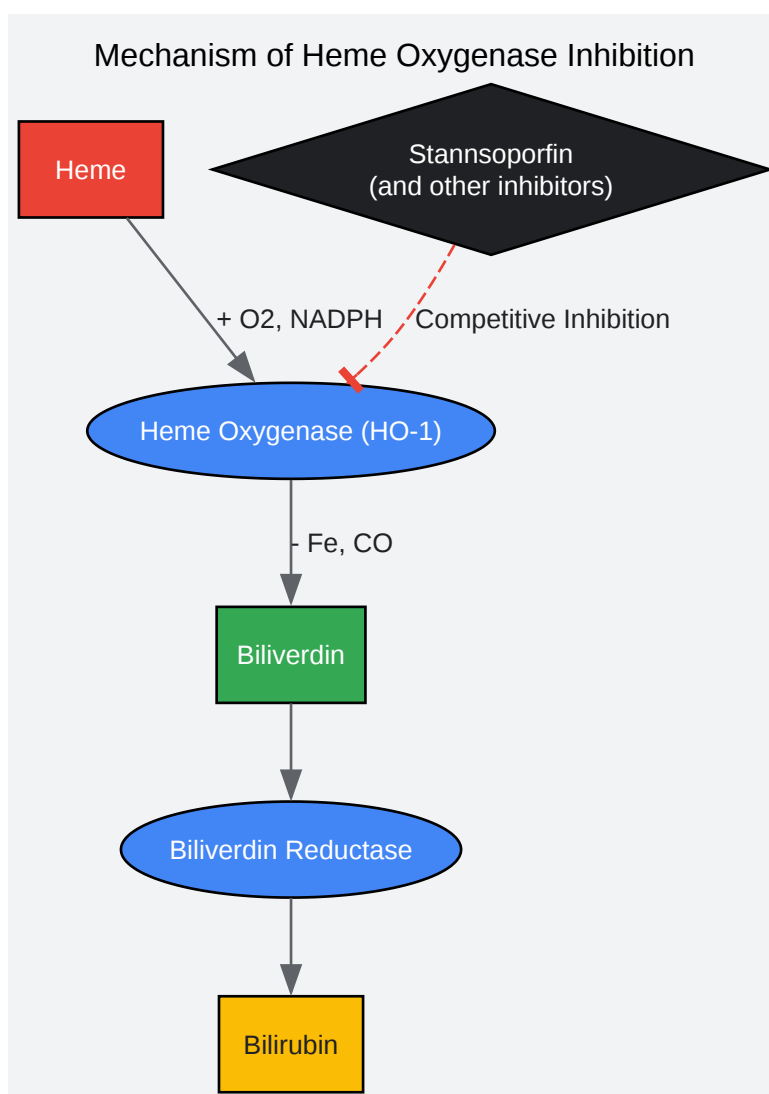 Mechanism of Heme Oxygenase Inhibition
Heme
Stannsoporfin
(and other inhibitors)
+ O2, NADPH
Competitive Inhibition
Heme Oxygenase (HO-1)
- Fe, CO
Biliverdin
Biliverdin Reductase
Bilirubin